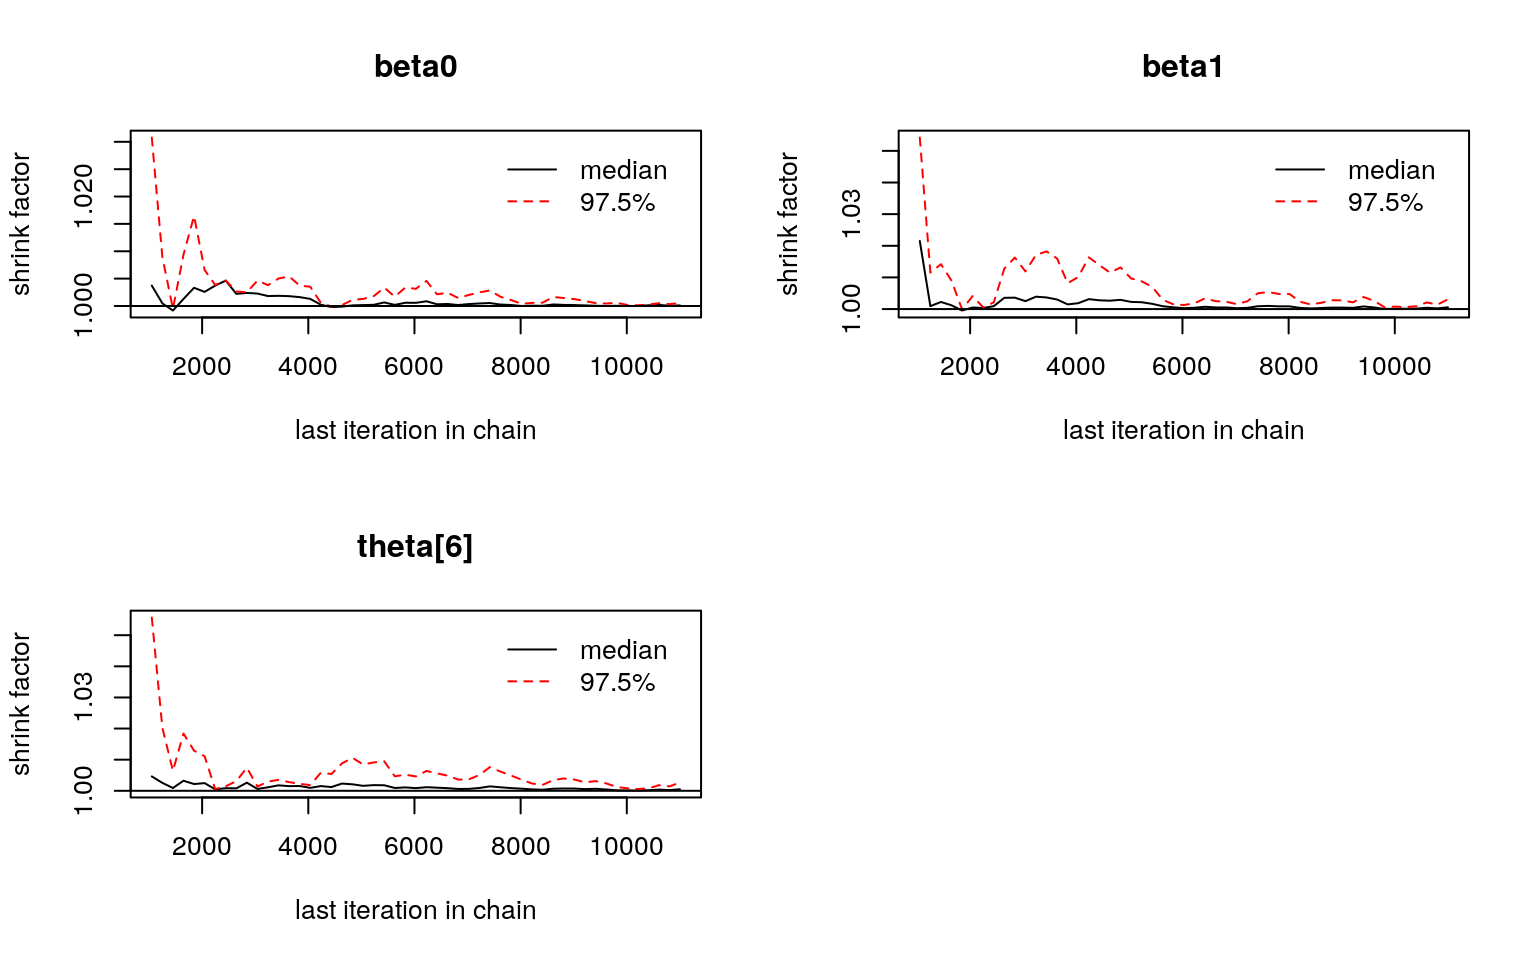 beta0
shrink factor
1.000
1.020
median
97.5%
2000 4000 6000 8000 10000
last iteration in chain
beta1
shrink factor
1.00
1.03
median
97.5%
2000 4000 6000 8000 10000
last iteration in chain
theta[6]
shrink factor
1.00
1.03
median
97.5%
2000 4000 6000 8000 10000
last iteration in chain